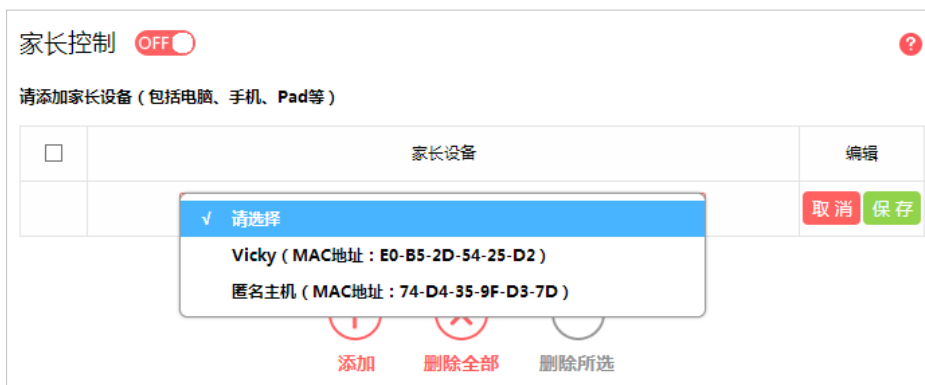 家长控制 OFF ?
请添加家长设备（包括电脑、手机、Pad等）
家长设备 编辑
√ 请选择 取消 保存
Vicky（MAC地址：E0-B5-2D-54-25-D2）
匿名主机（MAC地址：74-D4-35-9F-D3-7D）
添加 删除全部 删除所选